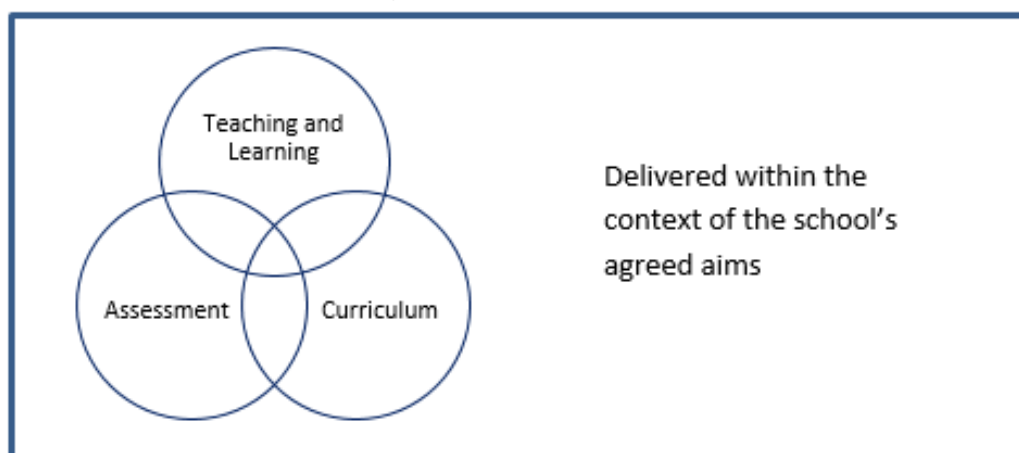 Teaching and
Learning
Assessment
Curriculum
Delivered within the
context of the school’s
agreed aims